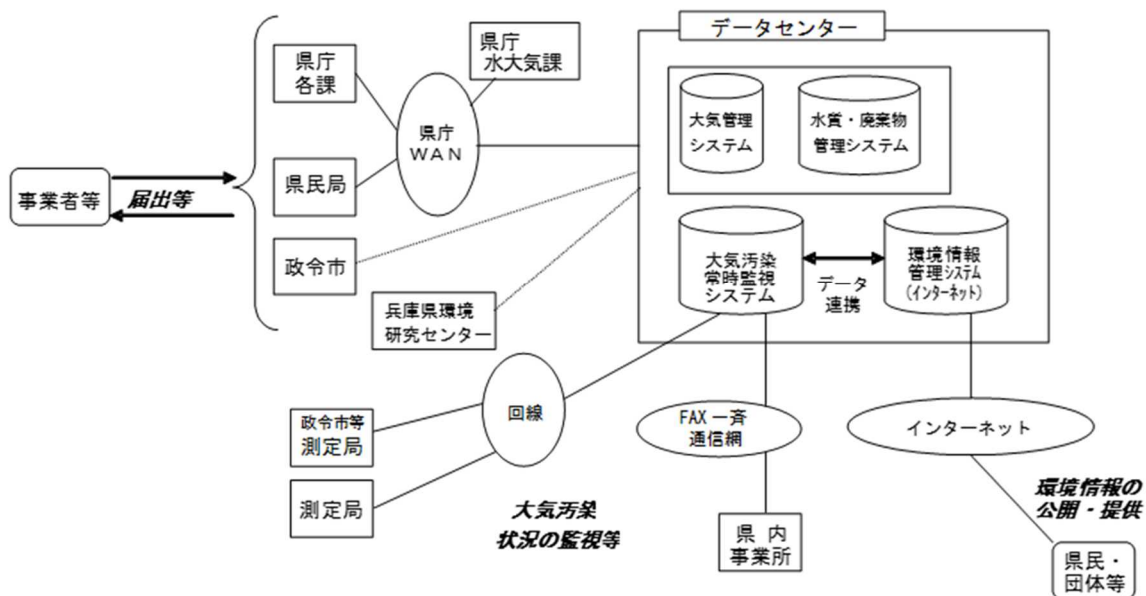 データセンター
県庁
各課
県庁
水大気課
県庁
WAN
大気管理
システム
水質・廃棄物
管理システム
事業者等
届出等
県民局
政令市
兵庫県環境
研究センター
大気汚染
常時監視
システム
データ
連携
環境情報
管理システム
(インターネット)
政令市等
測定局
回線
測定局
大気汚染
状況の監視等
FAX一斉
通信網
県内
事業所
インターネット
環境情報の
公開・提供
県民・
団体等